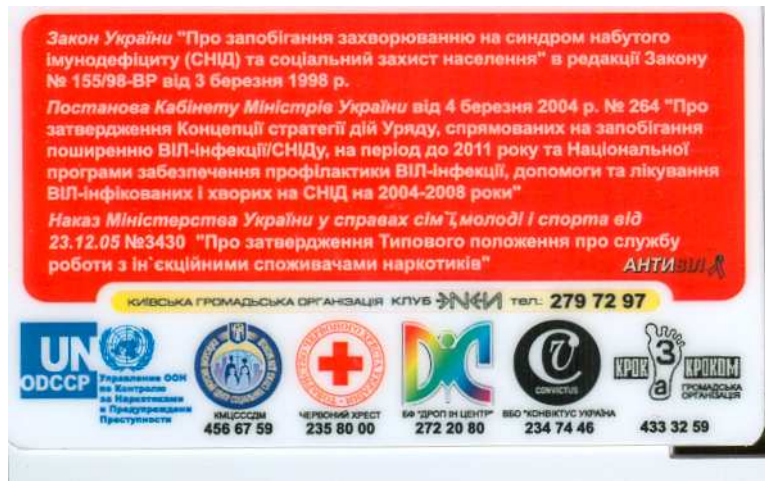 Закон України "Про запобігання захворюванню на синдром набутого
імунодефіциту (СНІД) та соціальний захист населення" в редакції Закону
№ 155/98-ВР від 3 березня 1998 р.
Постанова Кабінету Міністрів України від 4 березня 2004 р. № 264 "Про
затвердження Концепції стратегії дій Уряду, спрямованих на запобігання
поширенню ВІЛ-інфекції/СНІДу, на період до 2011 року та Національної
програми забезпечення профілактики ВІЛ-інфекції, допомоги та лікування
ВІЛ-інфікованих і хворих на СНІД на 2004-2008 роки"
Наказ Міністерства України у справах сім`ї,молоді і спорта від
23.12.05 №3430 "Про затвердження Типового положення про службу
роботи з ін`єкційними споживачами наркотиків"
АНТИВІЛ
КИЇВСЬКА ГРОМАДЬСЬКА ОРГАНІЗАЦІЯ КЛУБ ЭНЕЙ тел.: 279 72 97
UN
ODCCP
Управление ООН
по Контролю
за Наркотиками
и Предупреждени
Преступности
КМЦСССДМ
456 67 59
ЧЕРВОНИЙ ХРЕСТ
235 80 00
БФ "ДРОП ІН ЦЕНТР"
272 20 80
CONVICTUS
ВБО "КОНВІКТУС УКРАЇНА
234 74 46
КРОК
3
а
КРОКОМ
ГРОМАДСЬКА
ОРГАНІЗАЦІЯ
433 32 59